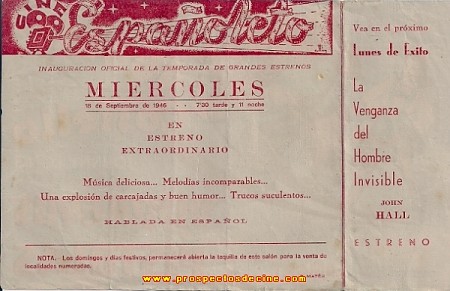 CINE
Españoleto
INAUGURACION OFICIAL DE LA TEMPORADA DE GRANDES ESTRENOS
MIERCOLES
18 de Septiembre de 1946 - - 7'00 tarde y 11 noche
EN
ESTRENO
EXTRAORDINARIO
Música deliciosa... Melodías incomparables...
Una explosión de carcajadas y buen humor... Trucos suculentos...
HABLADA EN ESPAÑOL
NOTA. Los domingos y días festivos, permanecerá abierta la taquilla de este salón para la venta de
localidades numeradas.
Vea en el próximo
Lunes de Exito
La
Venganza
del
Hombre
Invisible
JOHN
HALL
ESTRENO
www.prospectosdecine.com